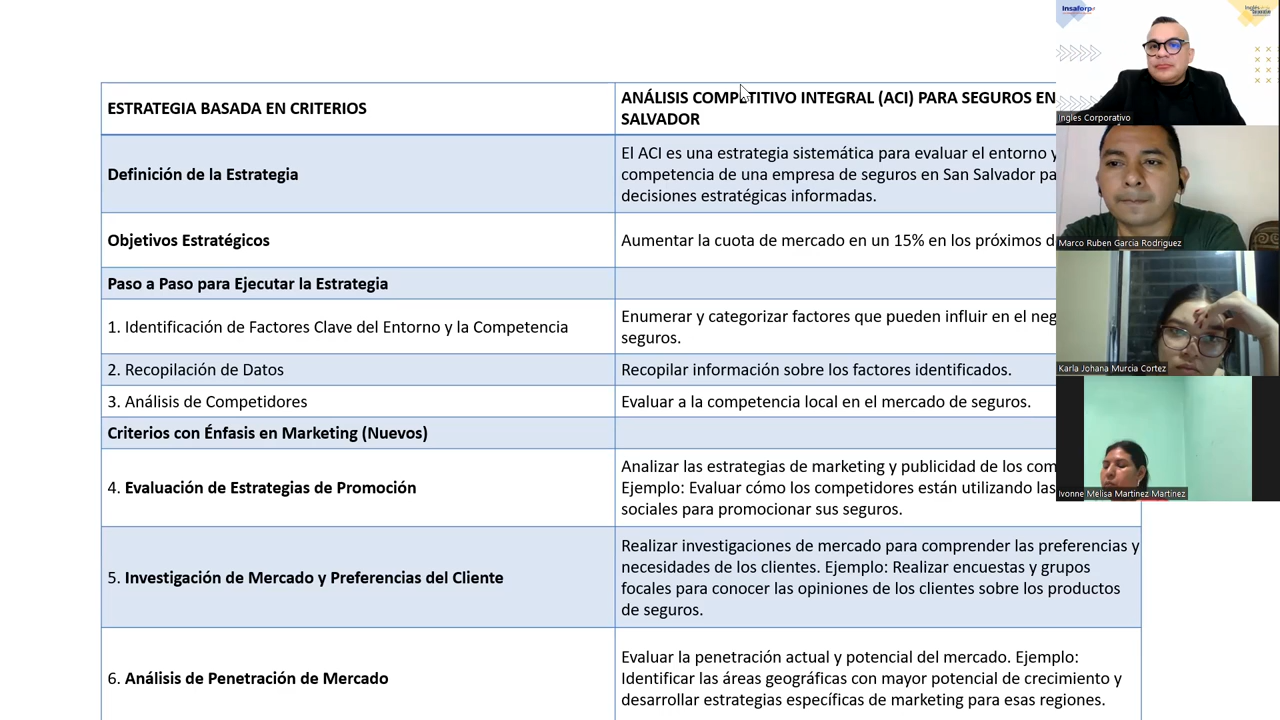 ESTRATEGIA BASADA EN CRITERIOS
ANÁLISIS COMPETITIVO INTEGRAL (ACI) PARA SEGUROS EN
SALVADOR
Definición de la Estrategia
El ACI es una estrategia sistemática para evaluar el entorno y
competencia de una empresa de seguros en San Salvador pa
decisiones estratégicas informadas.
Objetivos Estratégicos
Aumentar la cuota de mercado en un 15% en los próximos d
Paso a Paso para Ejecutar la Estrategia
1. Identificación de Factores Clave del Entorno y la Competencia
Enumerar y categorizar factores que pueden influir en el neg
seguros.
2. Recopilación de Datos
Recopilar información sobre los factores identificados.
3. Análisis de Competidores
Evaluar a la competencia local en el mercado de seguros.
Criterios con Énfasis en Marketing (Nuevos)
4. Evaluación de Estrategias de Promoción
Analizar las estrategias de marketing y publicidad de los com
Ejemplo: Evaluar cómo los competidores están utilizando las
sociales para promocionar sus seguros.
5. Investigación de Mercado y Preferencias del Cliente
Realizar investigaciones de mercado para comprender las preferencias y
necesidades de los clientes. Ejemplo: Realizar encuestas y grupos
focales para conocer las opiniones de los clientes sobre los productos
de seguros.
6. Análisis de Penetración de Mercado
Evaluar la penetración actual y potencial del mercado. Ejemplo:
Identificar las áreas geográficas con mayor potencial de crecimiento y
desarrollar estrategias específicas de marketing para esas regiones.
Insaforp
Ingles Corporativo
Marco Ruben Garcia Rodriguez
Karla Johana Murcia Cortez
Ivonne Melisa Martinez Martinez